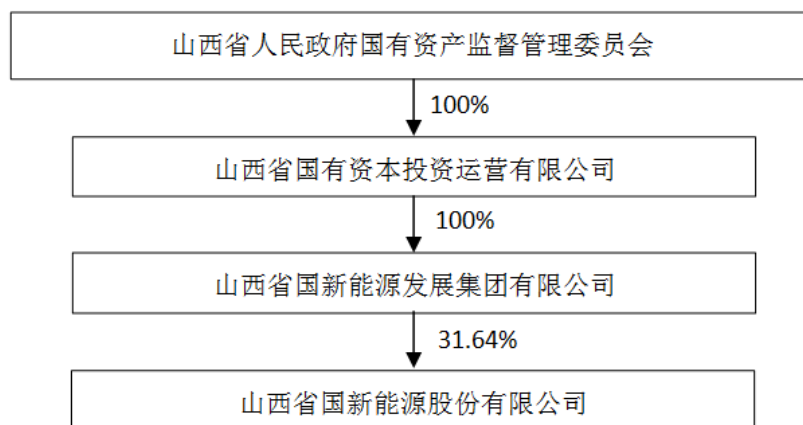 山西省人民政府国有资产监督管理委员会
100%
山西省国有资本投资运营有限公司
100%
山西省国新能源发展集团有限公司
31.64%
山西省国新能源股份有限公司